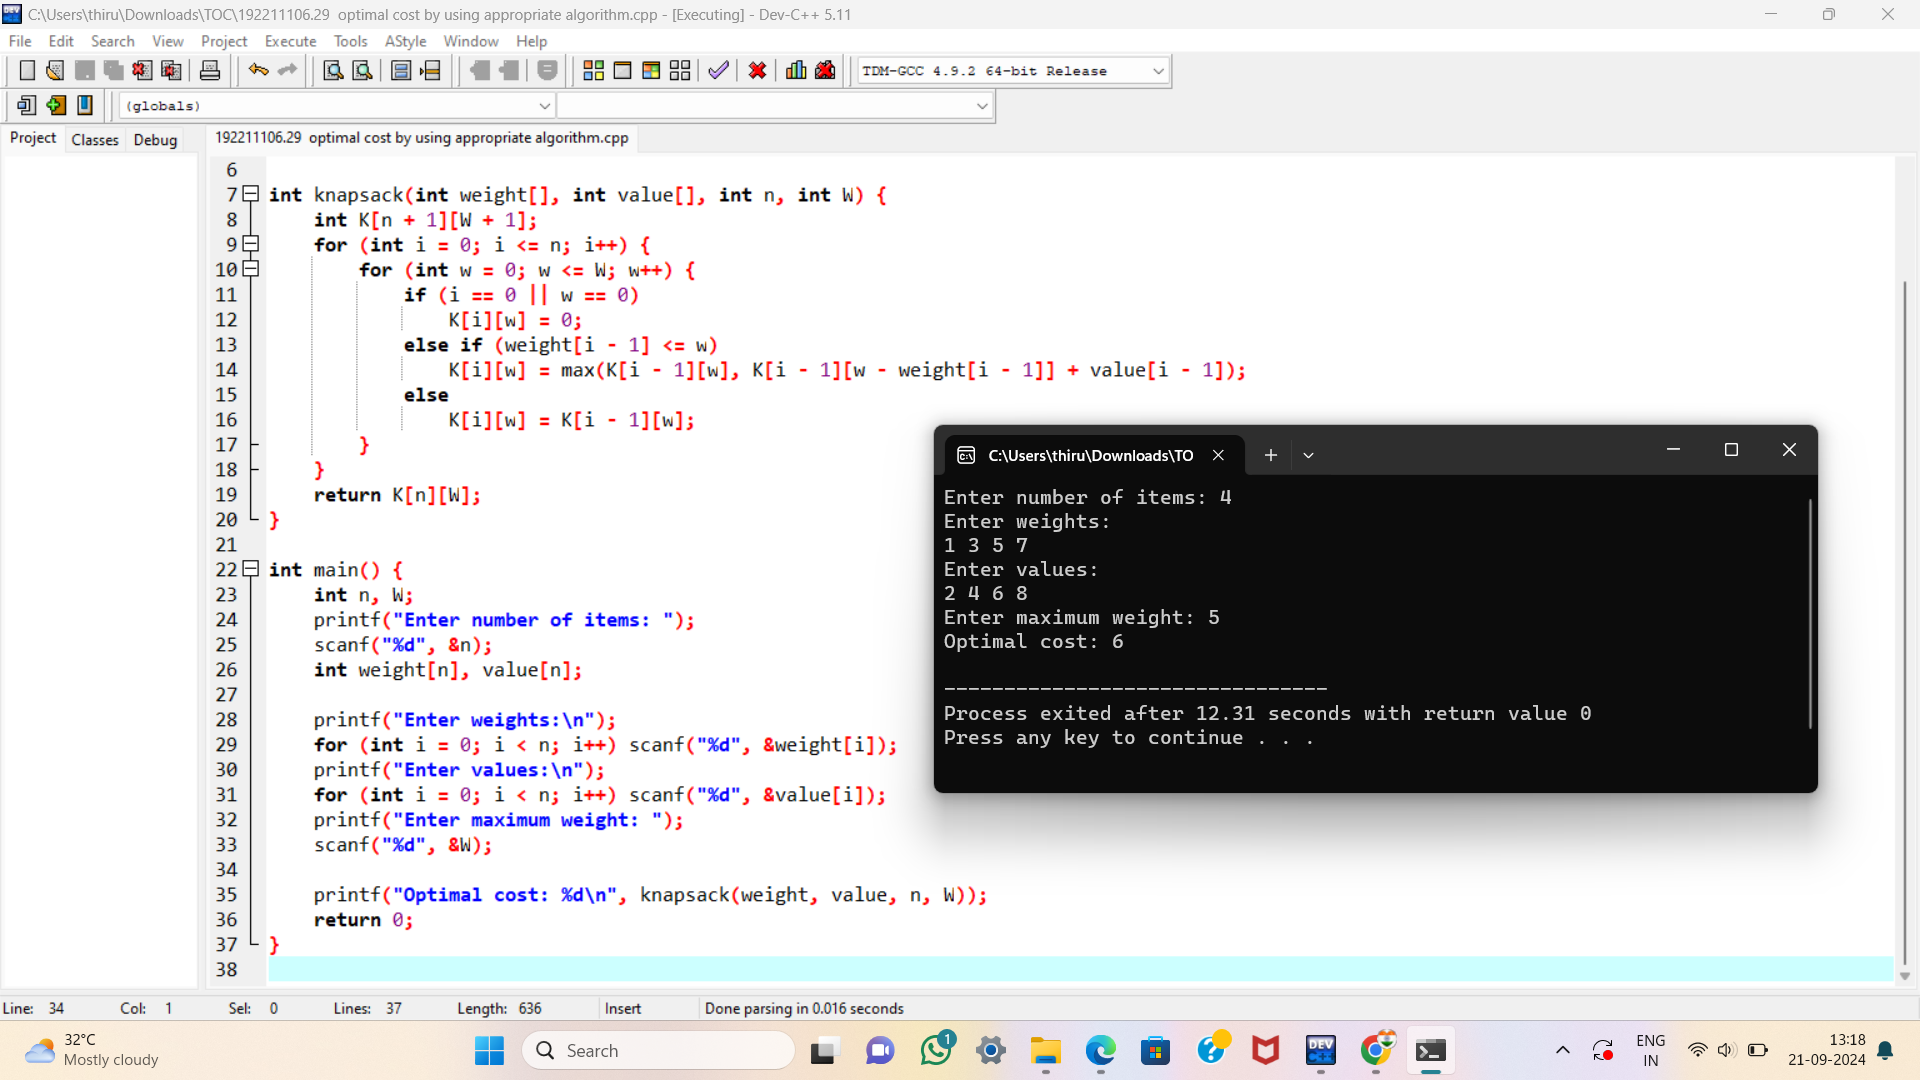 C:\Users\thiru\Downloads\TOC\192211106.29 optimal cost by using appropriate algorithm.cpp - [Executing] - Dev-C++ 5.11
File Edit Search View Project Execute Tools AStyle Window Help
TDM-GCC 4.9.2 64-bit Release
(globals)
Project Classes Debug
192211106.29 optimal cost by using appropriate algorithm.cpp
6
7 int knapsack(int weight[], int value[], int n, int W) {
8 int K[n + 1][W + 1];
9 for (int i = 0; i <= n; i++) {
10 for (int w = 0; w <= W; w++) {
11 if (i == 0 || w == 0)
12 K[i][w] = 0;
13 else if (weight[i - 1] <= w)
14 K[i][w] = max(K[i - 1][w], K[i - 1][w - weight[i - 1]] + value[i - 1]);
15 else
16 K[i][w] = K[i - 1][w];
17 }
18 }
19 return K[n][W];
20 }
21
22 int main() {
23 int n, W;
24 printf("Enter number of items: ");
25 scanf("%d", &n);
26 int weight[n], value[n];
27
28 printf("Enter weights:\n");
29 for (int i = 0; i < n; i++) scanf("%d", &weight[i]);
30 printf("Enter values:\n");
31 for (int i = 0; i < n; i++) scanf("%d", &value[i]);
32 printf("Enter maximum weight: ");
33 scanf("%d", &W);
34
35 printf("Optimal cost: %d\n", knapsack(weight, value, n, W));
36 return 0;
37 }
38
C:\Users\thiru\Downloads\TO
Enter number of items: 4
Enter weights:
1 3 5 7
Enter values:
2 4 6 8
Enter maximum weight: 5
Optimal cost: 6
--------------------------------
Process exited after 12.31 seconds with return value 0
Press any key to continue . . .
Line: 34 Col: 1 Sel: 0 Lines: 37 Length: 636 Insert Done parsing in 0.016 seconds
32°C
Mostly cloudy
Search
1
DEV
C++
ENG
IN
13:18
21-09-2024